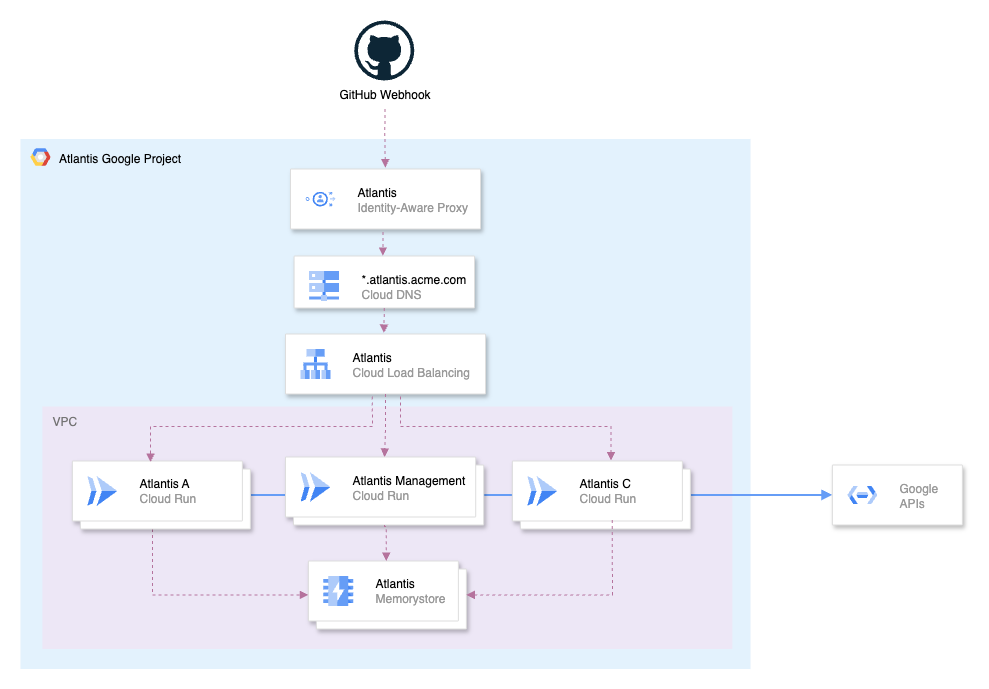 GitHub Webhook
Atlantis Google Project
Atlantis
Identity-Aware Proxy
*.atlantis.acme.com
Cloud DNS
Atlantis
Cloud Load Balancing
VPC
Atlantis A
Cloud Run
Atlantis Management
Cloud Run
Atlantis C
Cloud Run
Google
APIs
Atlantis
Memorystore